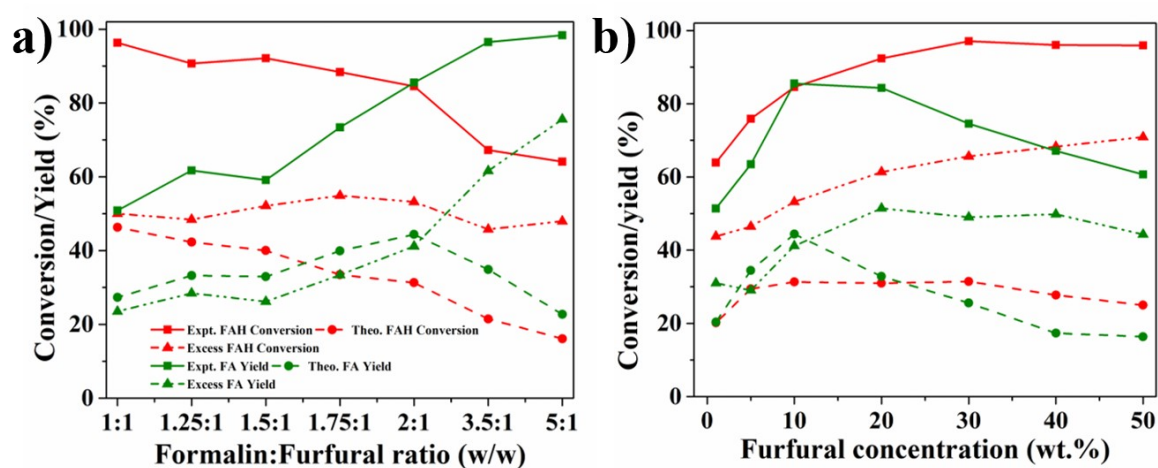 a)
Conversion/Yield (%)
100
80
60
40
20
0
Expt. FAH Conversion
Theo. FAH Conversion
Excess FAH Conversion
Expt. FA Yield
Theo. FA Yield
Excess FA Yield
1:1 1.25:1 1.5:1 1.75:1 2:1 3.5:1 5:1
Formalin:Furfural ratio (w/w)
b)
Conversion/yield (%)
100
80
60
40
20
0
0 10 20 30 40 50
Furfural concentration (wt.%)